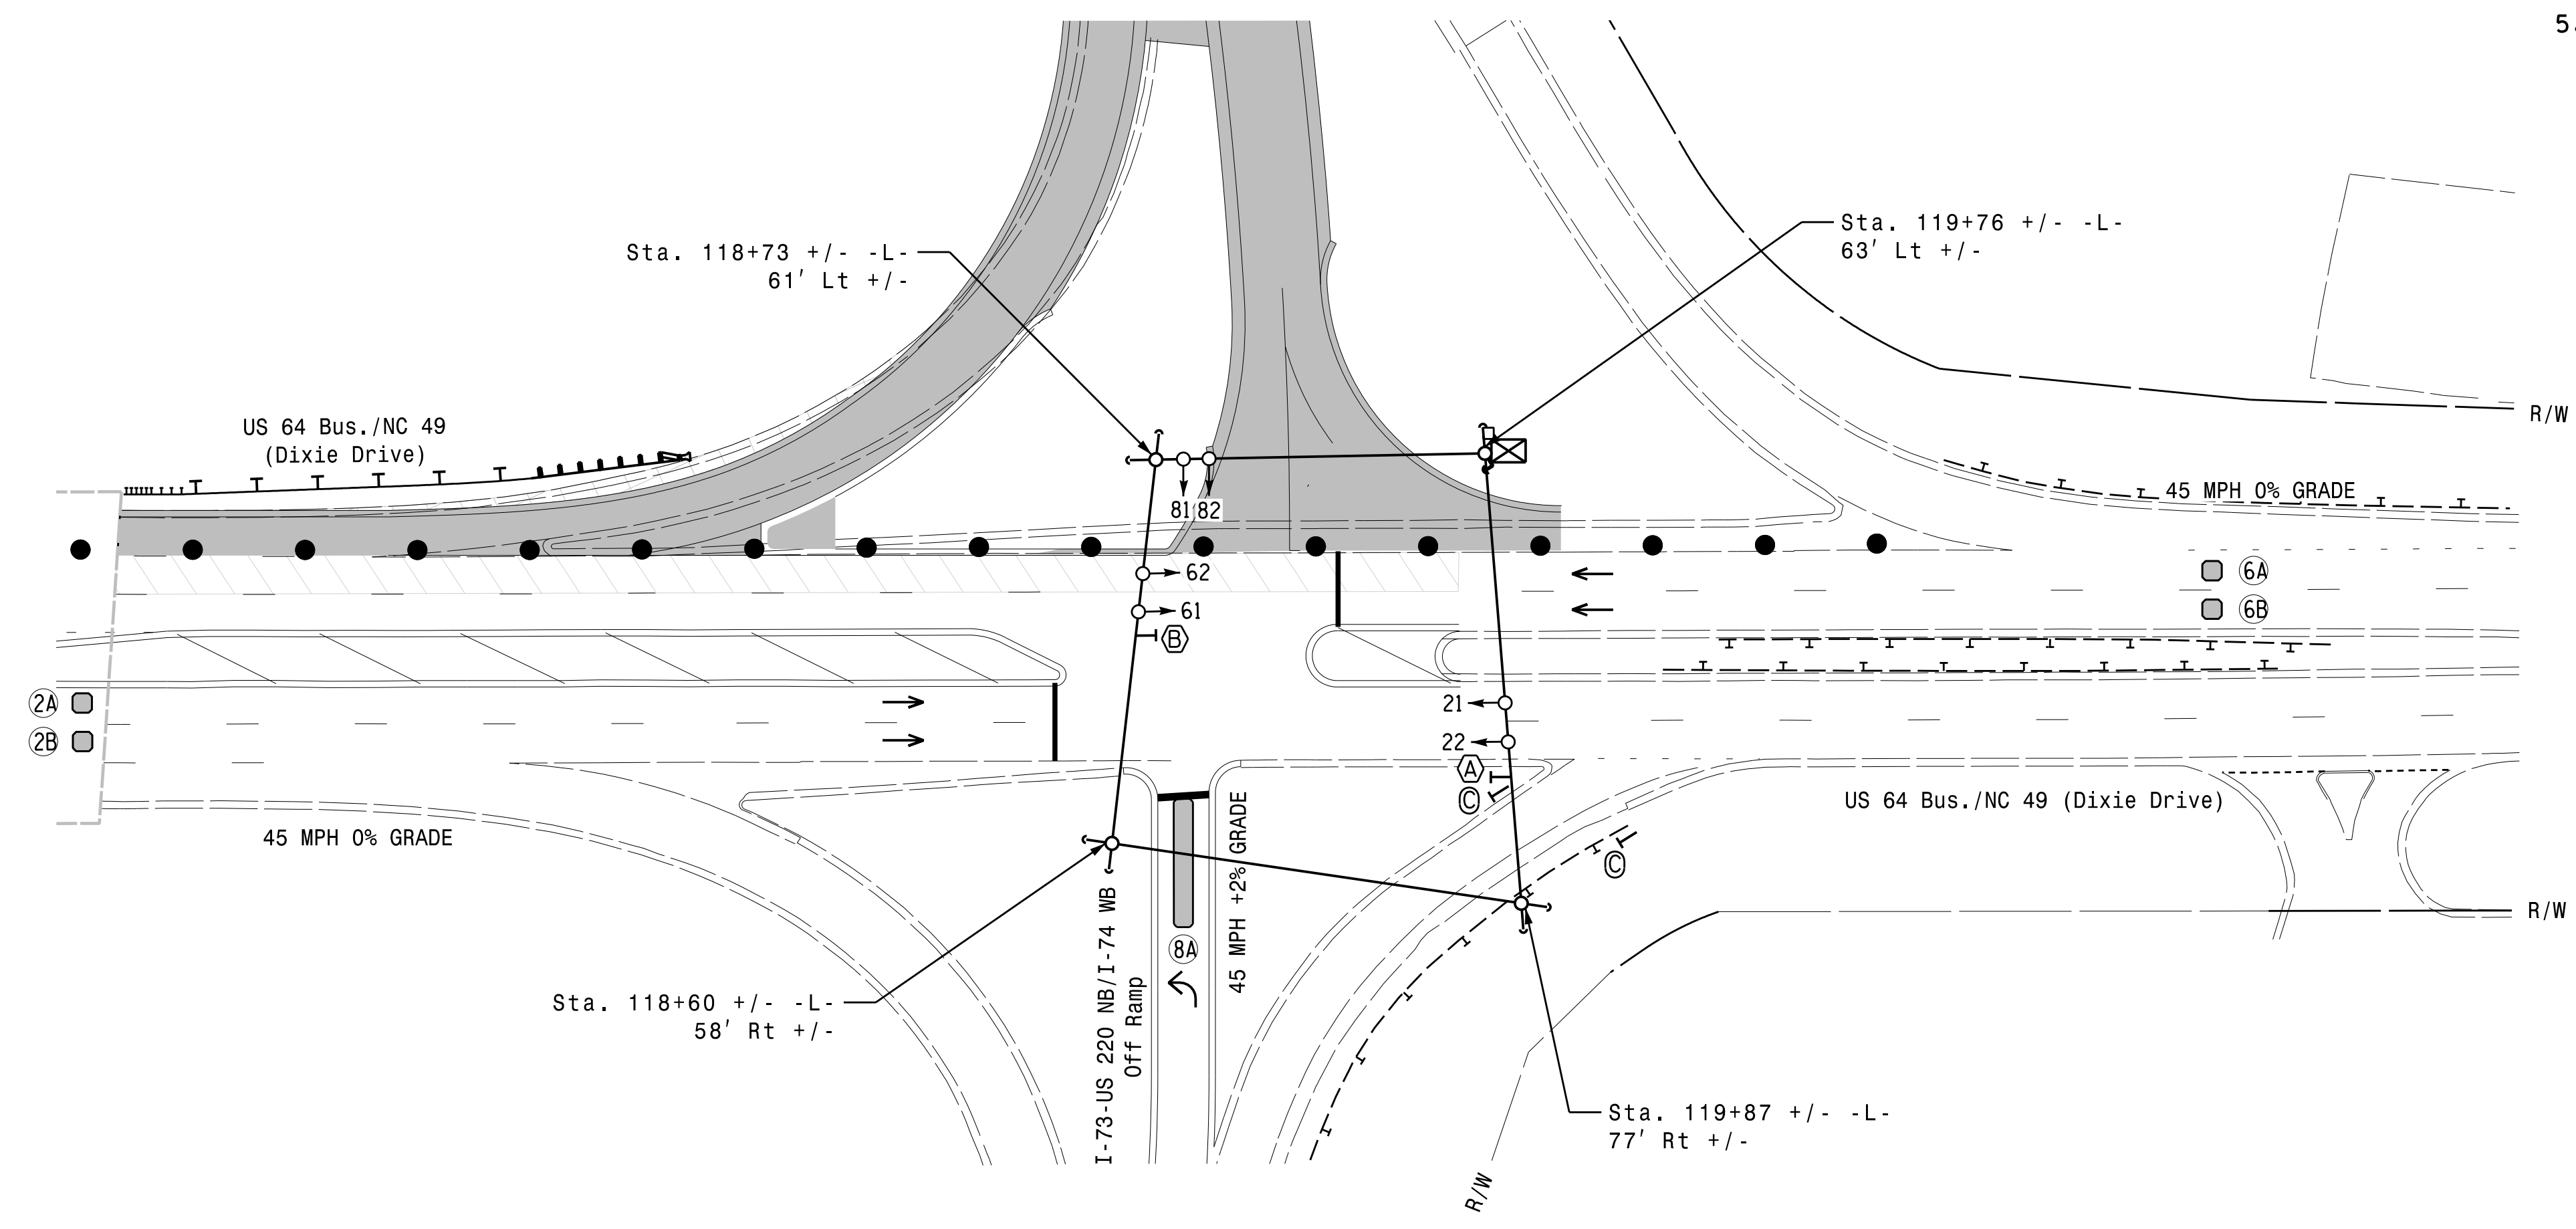 5.
Sta. 118+73 +/- -L-
61' Lt +/-
Sta. 119+76 +/- -L-
63' Lt +/-
US 64 Bus./NC 49
(Dixie Drive)
R/W
45 MPH 0% GRADE
81 82
62
61
B
6A
6B
2A
2B
21
22
A
C
C
US 64 Bus./NC 49 (Dixie Drive)
45 MPH 0% GRADE
45 MPH +2% GRADE
8A
I-73-US 220 NB/I-74 WB
Off Ramp
R/W
Sta. 118+60 +/- -L-
58' Rt +/-
Sta. 119+87 +/- -L-
77' Rt +/-
R/W